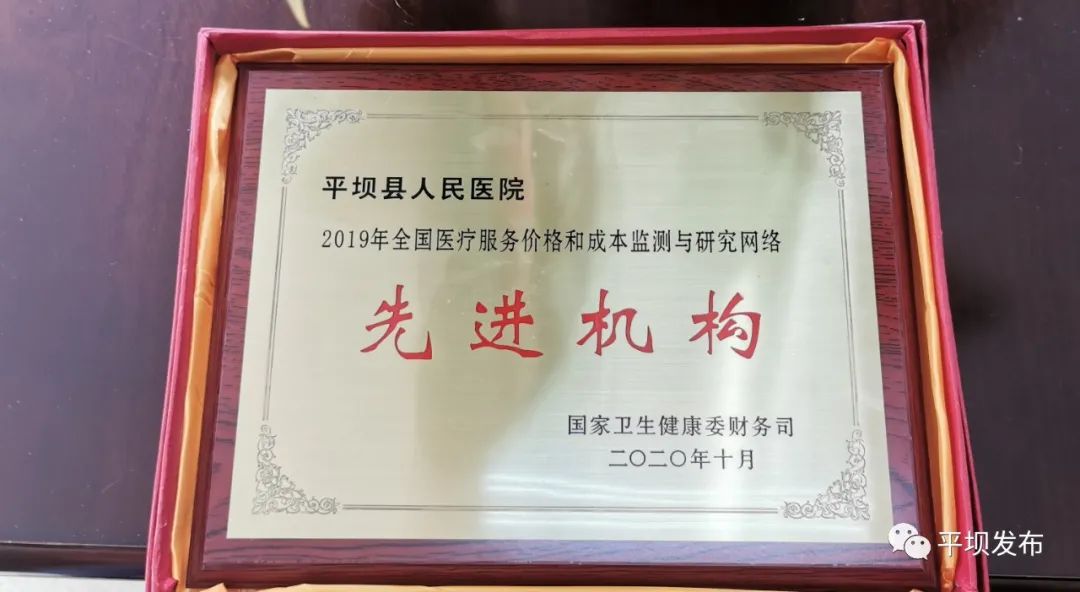 平坝县人民医院
2019年全国医疗服务价格和成本监测与研究网络
先进机构
国家卫生健康委财务司
二〇二〇年十月
平坝发布